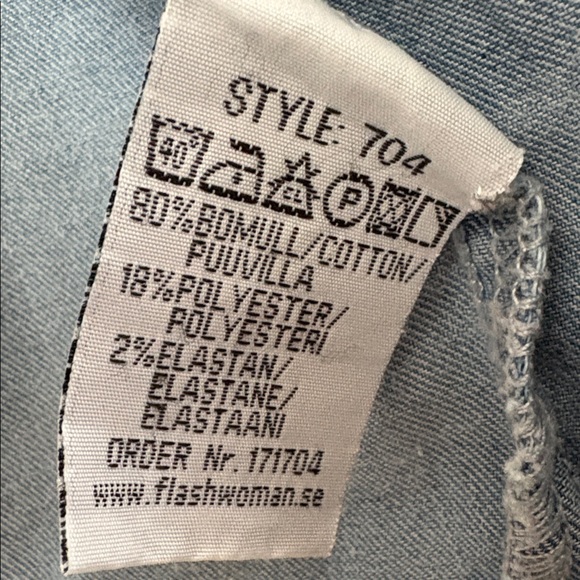 STYLE: 704
40°
P
80%BOMULL/COTTON/
PUUVILLA
18%POLYESTER/
POLYESTERI
2%ELASTAN/
ELASTANE/
ELASTAANI
ORDER Nr. 171704
www.flashwoman.se